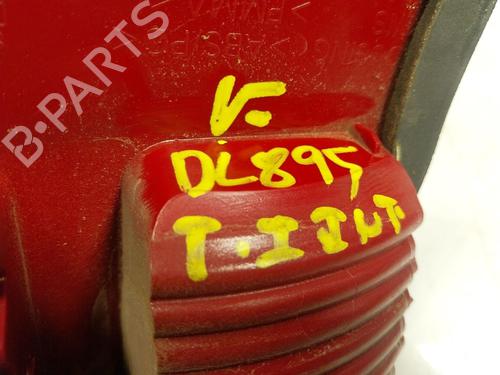 B-PARTS
V.
DL895
T.I INT